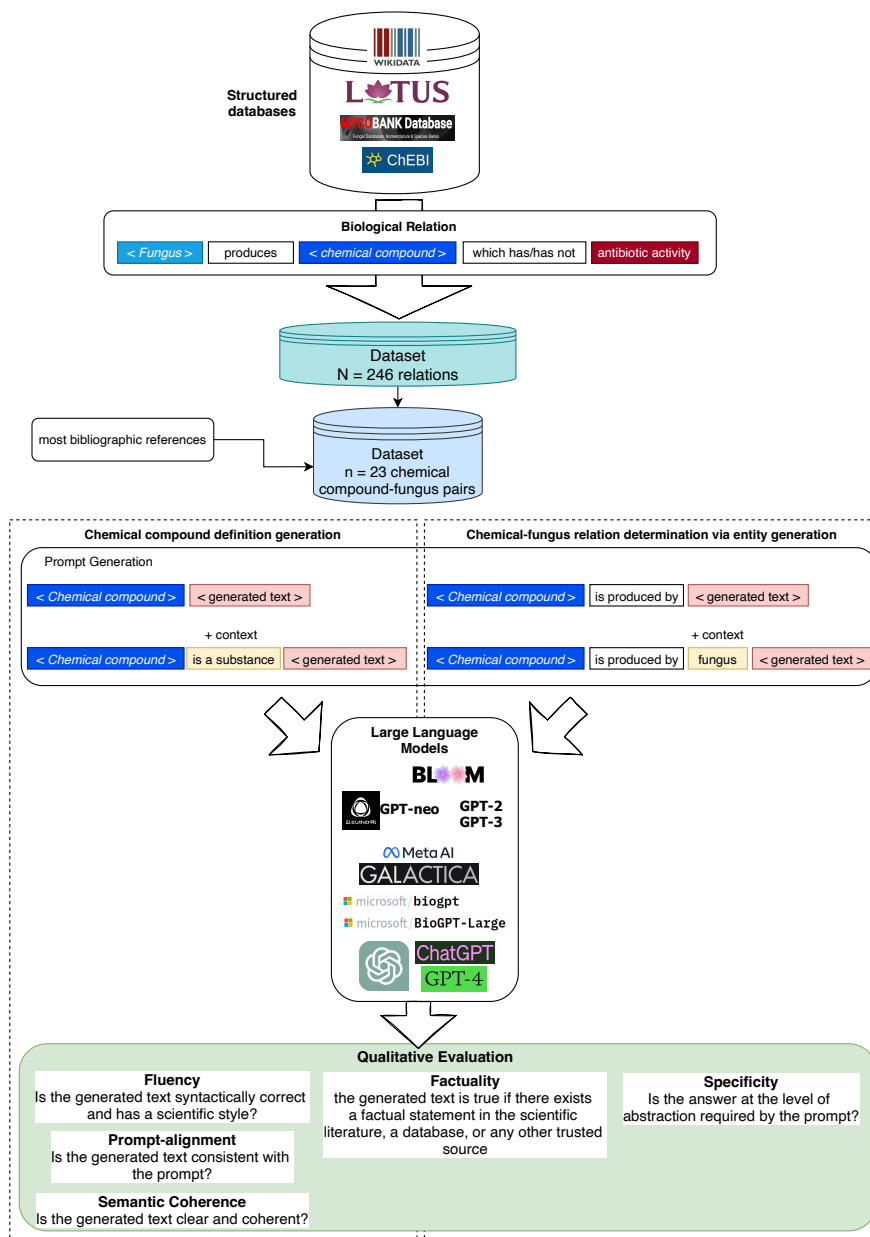 WIKIDATA
LOTUS
Structured
databases
MYCOBANK Database
Fungal Databases, Nomenclature & Species Banks
ChEBI
Biological Relation
< Fungus > produces < chemical compound > which has/has not antibiotic activity
Dataset
N = 246 relations
most bibliographic references
Dataset
n = 23 chemical
compound-fungus pairs
Chemical compound definition generation
Chemical-fungus relation determination via entity generation
Prompt Generation
< Chemical compound > < generated text >
< Chemical compound > is produced by < generated text >
+ context
+ context
< Chemical compound > is a substance < generated text >
< Chemical compound > is produced by fungus < generated text >
Large Language
Models
BLOOM
EleutherAI
GPT-neo
GPT-2
GPT-3
Meta AI
GALACTICA
microsoft/biogpt
microsoft/BioGPT-Large
ChatGPT
GPT-4
Qualitative Evaluation
Fluency
Is the generated text syntactically correct
and has a scientific style?
Prompt-alignment
Is the generated text consistent with
the prompt?
Semantic Coherence
Is the generated text clear and coherent?
Factuality
the generated text is true if there exists
a factual statement in the scientific
literature, a database, or any other trusted
source
Specificity
Is the answer at the level of
abstraction required by the prompt?